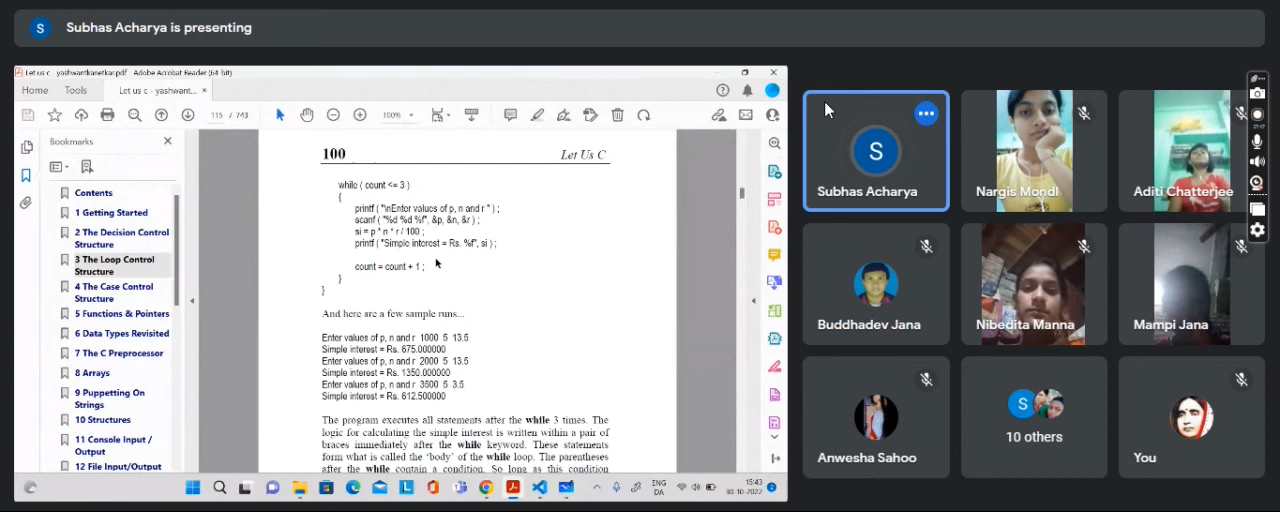 S Subhas Acharya is presenting
Let us c - yashwantkanetkar.pdf - Adobe Acrobat Reader (64-bit)
Home Tools Let us c - yashwant... ×
115 / 743 100%
Bookmarks
Contents
1 Getting Started
2 The Decision Control
Structure
3 The Loop Control
Structure
4 The Case Control
Structure
5 Functions & Pointers
6 Data Types Revisited
7 The C Preprocessor
8 Arrays
9 Puppetting On
Strings
10 Structures
11 Console Input /
Output
12 File Input/Output
100 Let Us C
while ( count <= 3 )
{
printf ( "\nEnter values of p, n and r " ) ;
scanf ( "%d %d %f", &p, &n, &r ) ;
si = p * n * r / 100 ;
printf ( "Simple interest = Rs. %f", si ) ;
count = count + 1 ;
}
}
And here are a few sample runs...
Enter values of p, n and r 1000 5 13.5
Simple interest = Rs. 675.000000
Enter values of p, n and r 2000 5 13.5
Simple interest = Rs. 1350.000000
Enter values of p, n and r 3500 5 3.5
Simple interest = Rs. 612.500000
The program executes all statements after the while 3 times. The
logic for calculating the simple interest is written within a pair of
braces immediately after the while keyword. These statements
form what is called the ‘body’ of the while loop. The parentheses
after the while contain a condition. So long as this condition
ENG
DA
15:43
30-10-2022
S
Subhas Acharya
Nargis Mondl
Aditi Chatterjee
Buddhadev Jana
Nibedita Manna
Mampi Jana
Anwesha Sahoo
S
10 others
You